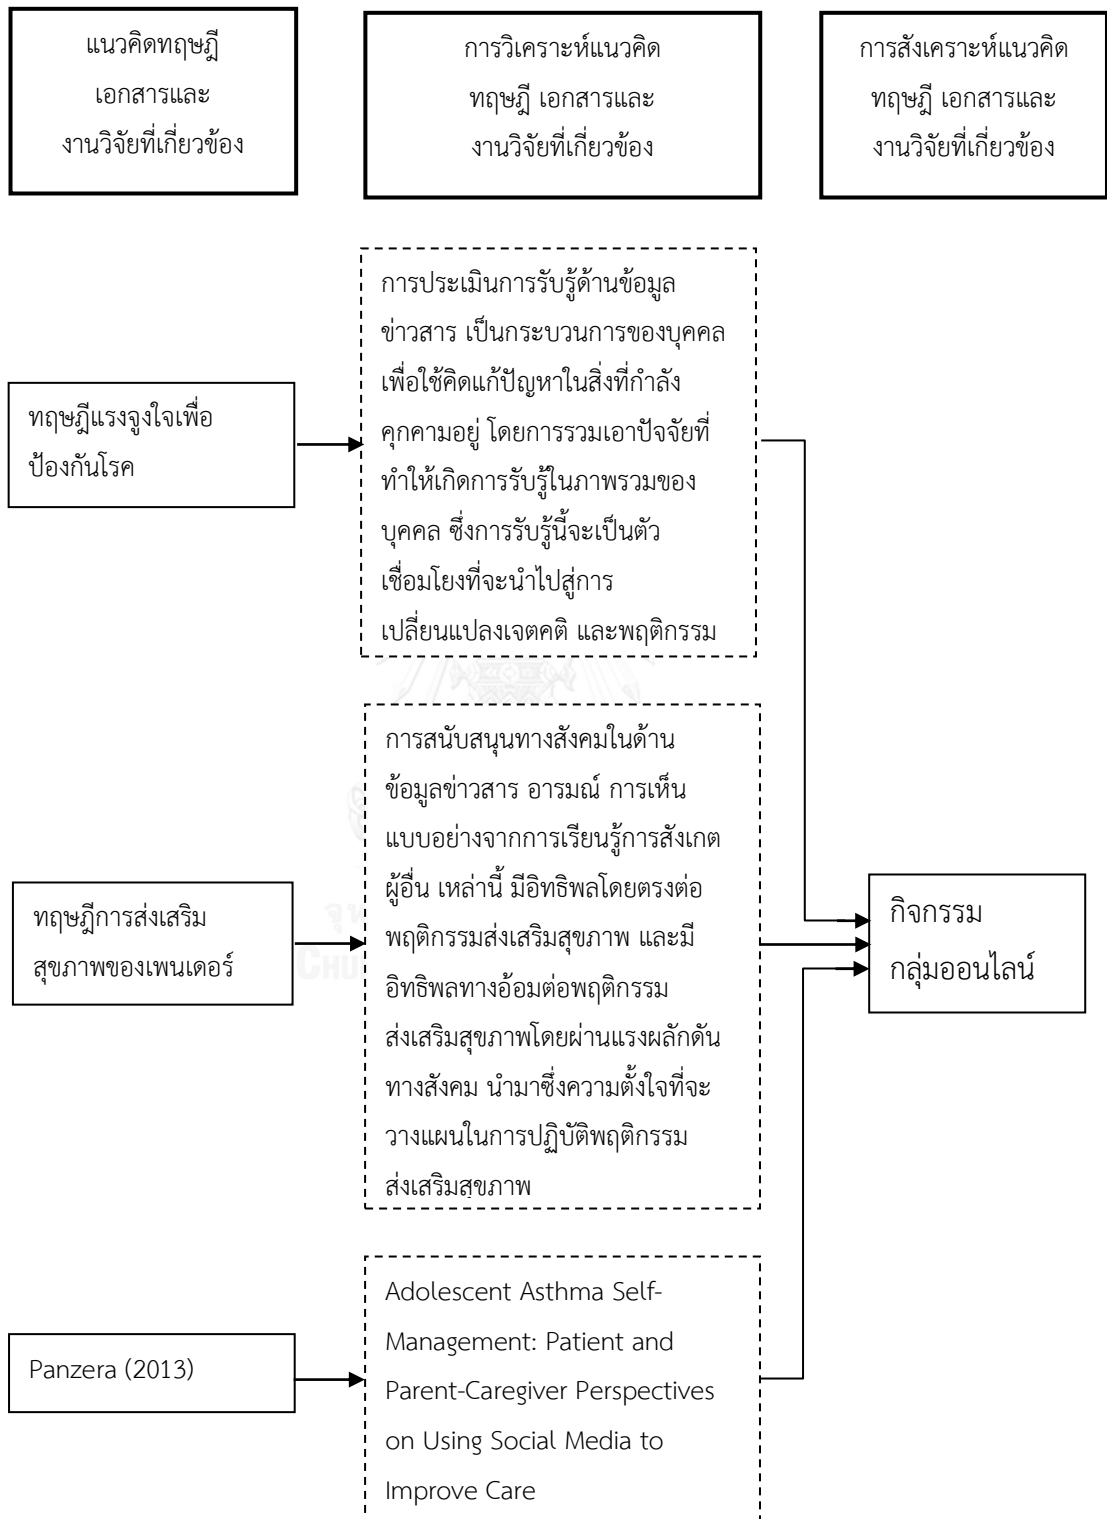 แนวคิดทฤษฎี
เอกสารและ
งานวิจัยที่เกี่ยวข้อง
การวิเคราะห์แนวคิด
ทฤษฎี เอกสารและ
งานวิจัยที่เกี่ยวข้อง
การสังเคราะห์แนวคิด
ทฤษฎี เอกสารและ
งานวิจัยที่เกี่ยวข้อง
ทฤษฎีแรงจูงใจเพื่อ
ป้องกันโรค
การประเมินการรับรู้ด้านข้อมูล
ข่าวสาร เป็นกระบวนการของบุคคล
เพื่อใช้คิดแก้ปัญหาในสิ่งที่กำลัง
คุกคามอยู่ โดยการรวมเอาปัจจัยที่
ทำให้เกิดการรับรู้ในภาพรวมของ
บุคคล ซึ่งการรับรู้นี้จะเป็นตัว
เชื่อมโยงที่จะนำไปสู่การ
เปลี่ยนแปลงเจตคติ และพฤติกรรม
ทฤษฎีการส่งเสริม
สุขภาพของเพนเดอร์
การสนับสนุนทางสังคมในด้าน
ข้อมูลข่าวสาร อารมณ์ การเห็น
แบบอย่างจากการเรียนรู้การสังเกต
ผู้อื่น เหล่านี้ มีอิทธิพลโดยตรงต่อ
พฤติกรรมส่งเสริมสุขภาพ และมี
อิทธิพลทางอ้อมต่อพฤติกรรม
ส่งเสริมสุขภาพโดยผ่านแรงผลักดัน
ทางสังคม นำมาซึ่งความตั้งใจที่จะ
วางแผนในการปฏิบัติพฤติกรรม
ส่งเสริมสุขภาพ
กิจกรรม
กลุ่มออนไลน์
Panzera (2013)
Adolescent Asthma Self-
Management: Patient and
Parent-Caregiver Perspectives
on Using Social Media to
Improve Care